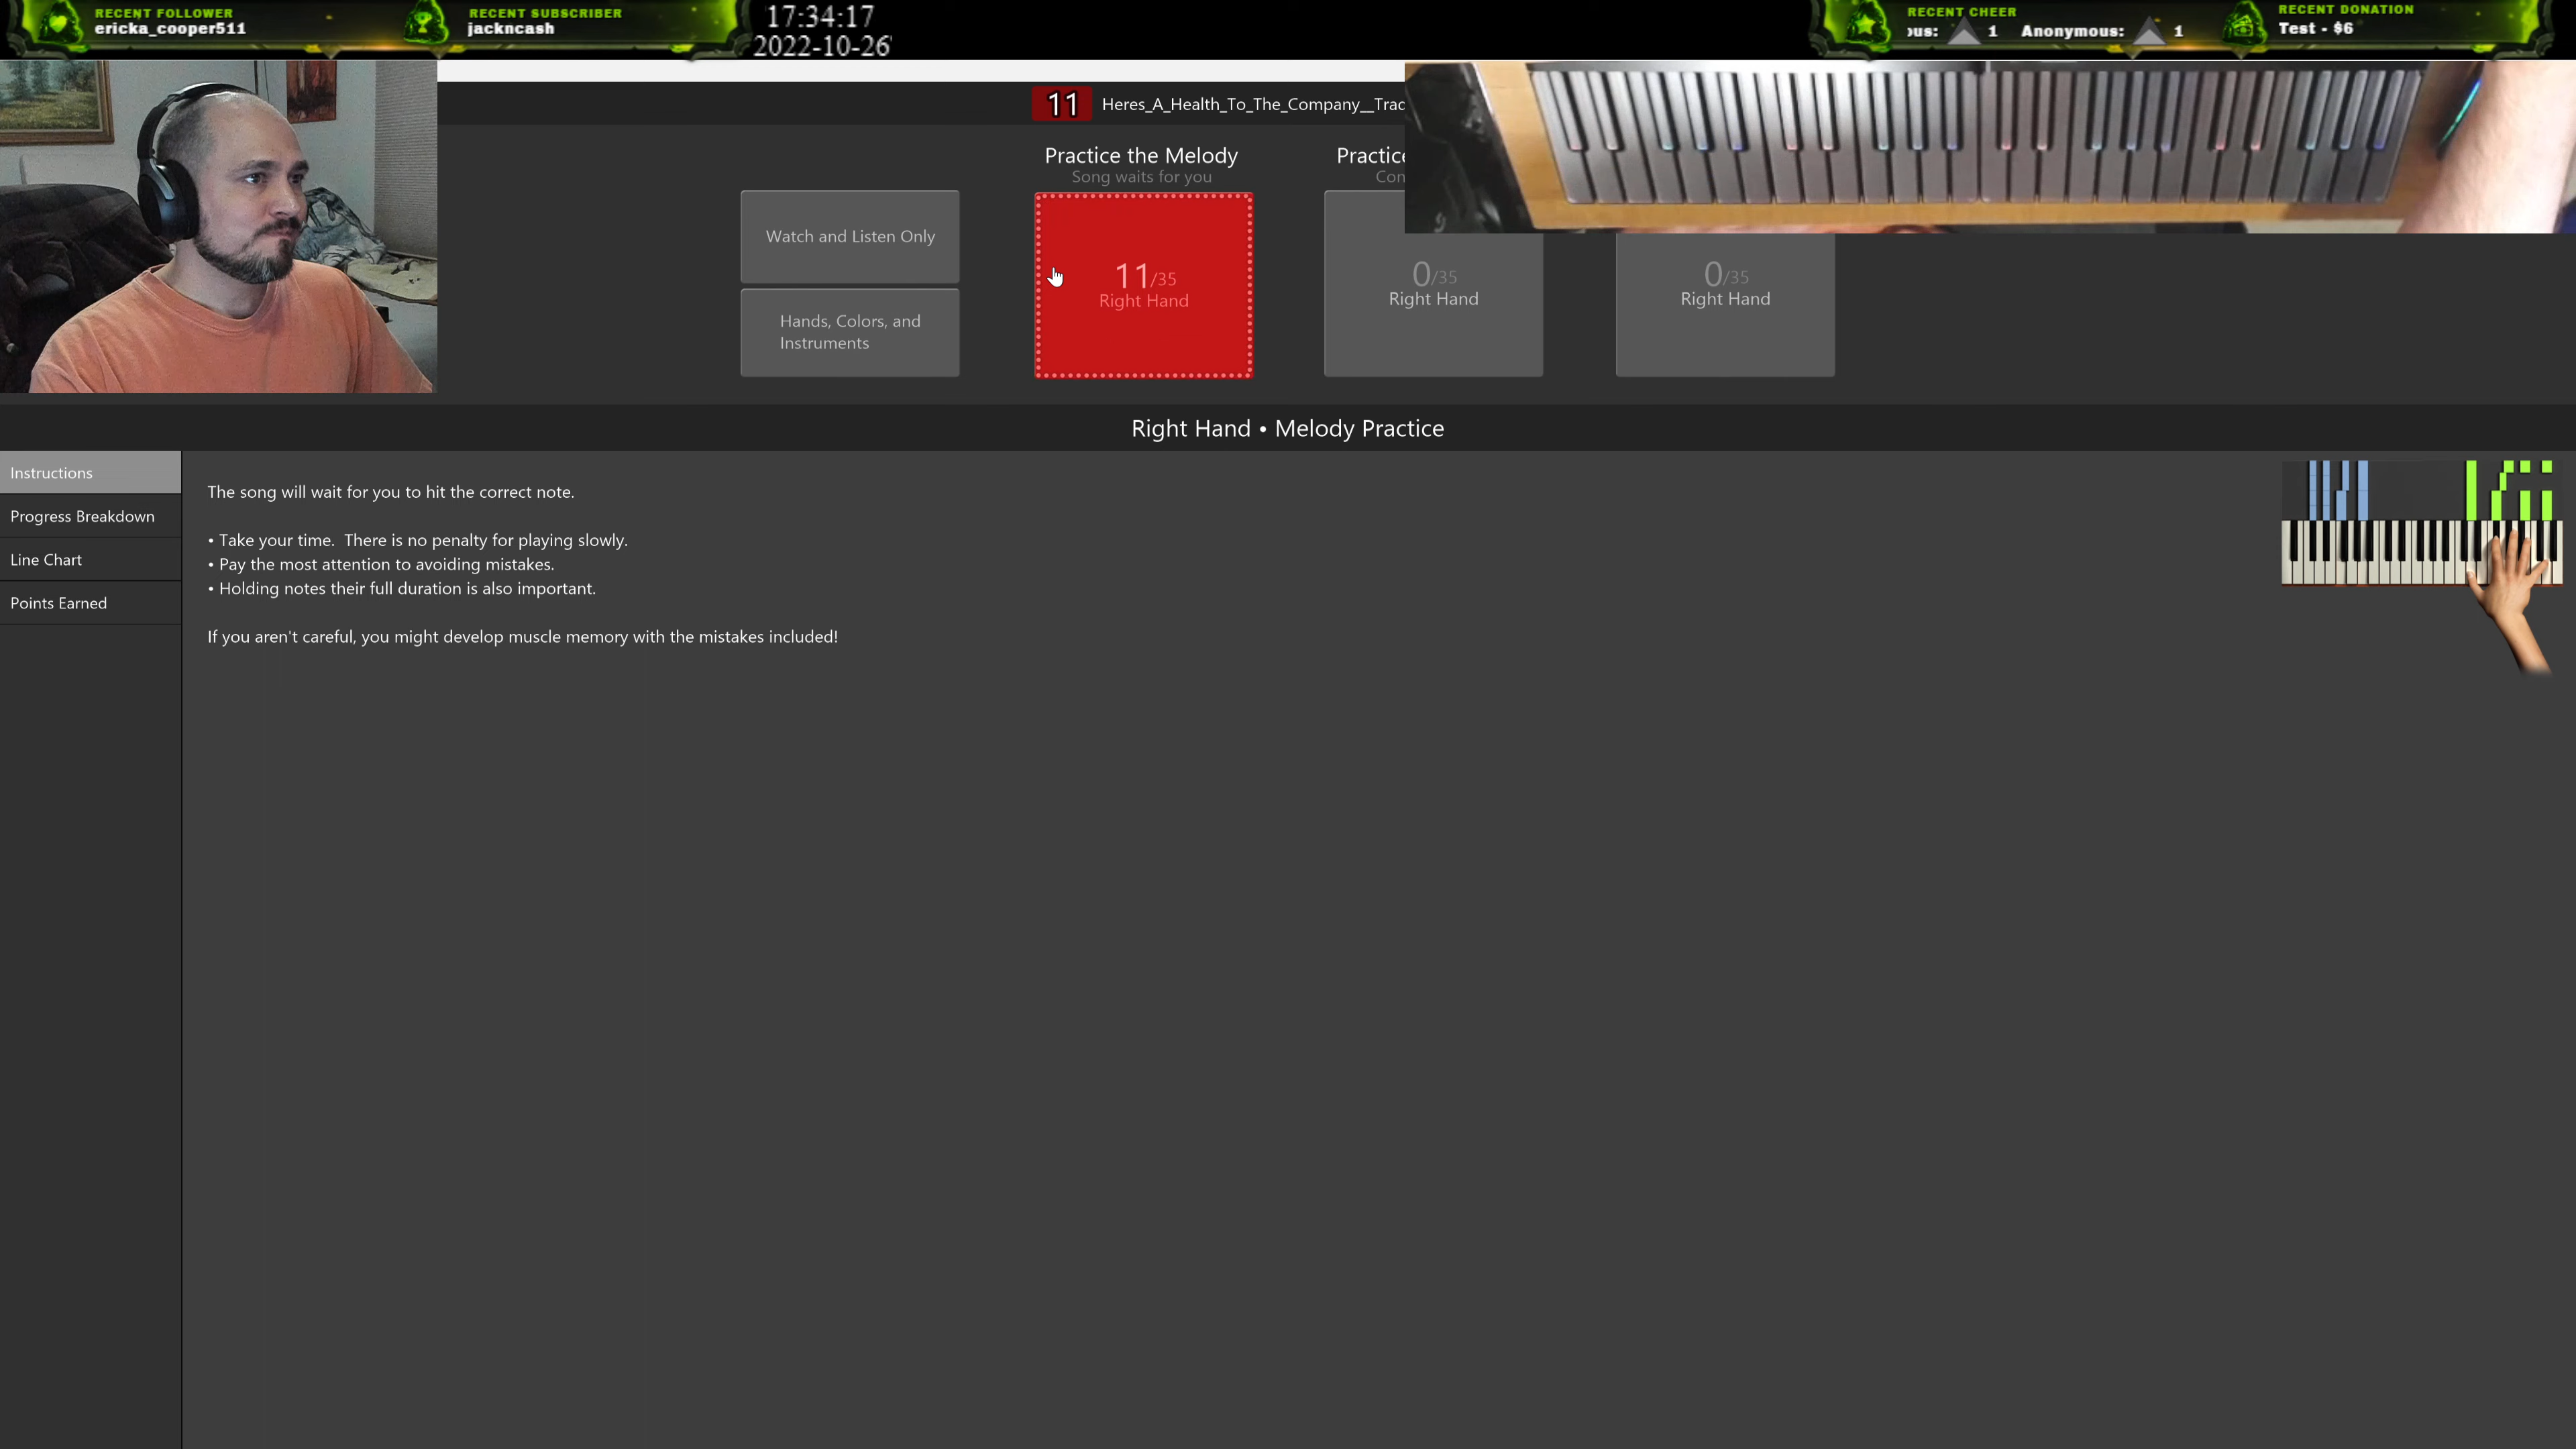 RECENT FOLLOWER
ericka_cooper511
RECENT SUBSCRIBER
jackncash
17:34:17
2022-10-26
RECENT CHEER
1 Anonymous: 1
RECENT DONATION
Test - $6
11 Heres_A_Health_To_The_Company__Trad
Practice the Melody
Song waits for you
Practice
Watch and Listen Only
Hands, Colors, and
Instruments
11/35
Right Hand
0/35
Right Hand
0/35
Right Hand
Right Hand • Melody Practice
Instructions
Progress Breakdown
Line Chart
Points Earned
The song will wait for you to hit the correct note.
• Take your time. There is no penalty for playing slowly.
• Pay the most attention to avoiding mistakes.
• Holding notes their full duration is also important.
If you aren't careful, you might develop muscle memory with the mistakes included!